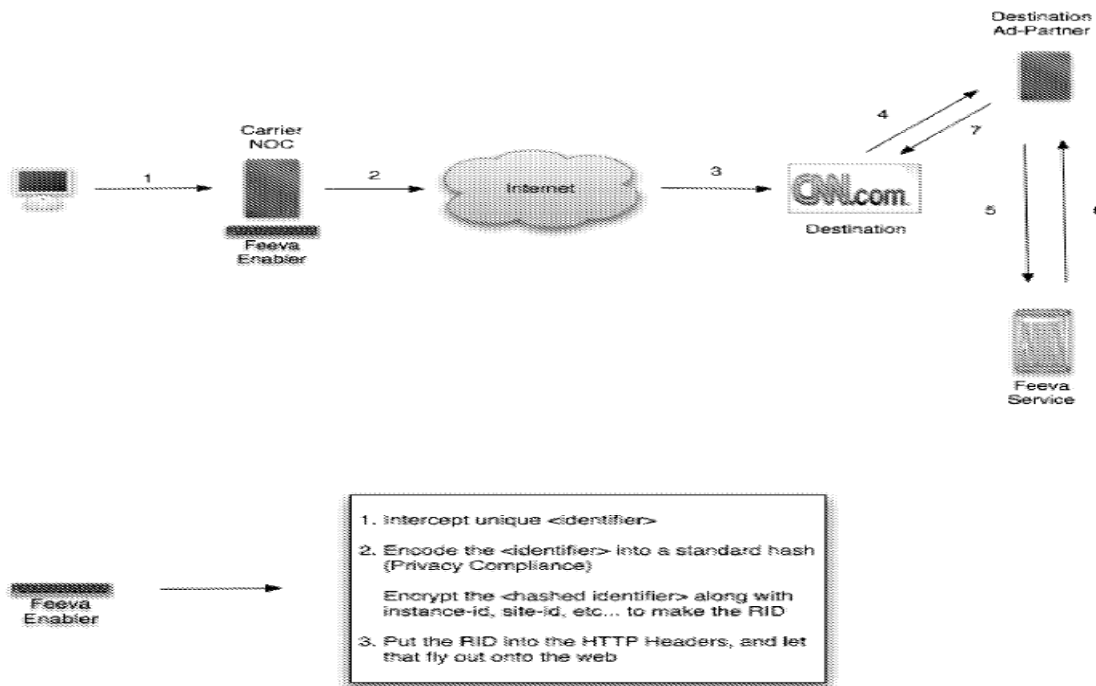 Destination
Ad-Partner
Carrier
NOC
1
2
Internet
3
4
7
CNN.com
Destination
5
6
Feeva
Enabler
Feeva
Service
Feeva
Enabler
1. Intercept unique <identifier>
2. Encode the <identifier> into a standard hash
(Privacy Compliance)
Encrypt the <hashed identifier> along with
instance-id, site-id, etc... to make the RID
3. Put the RID into the HTTP Headers, and let
that fly out onto the web